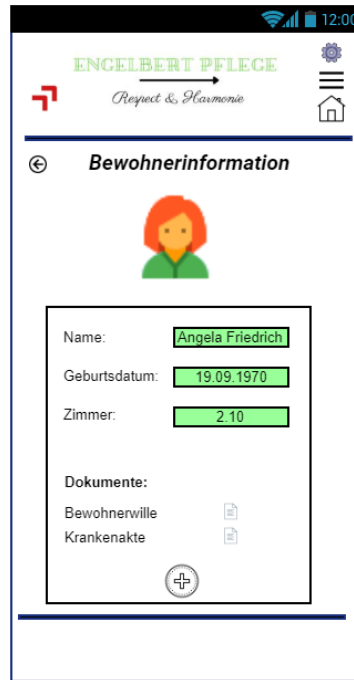 12:00
ENGELBERT PFLEGE
Respect & Harmonie
Bewohnerinformation
Name: Angela Friedrich
Geburtsdatum: 19.09.1970
Zimmer: 2.10
Dokumente:
Bewohnerwille
Krankenakte